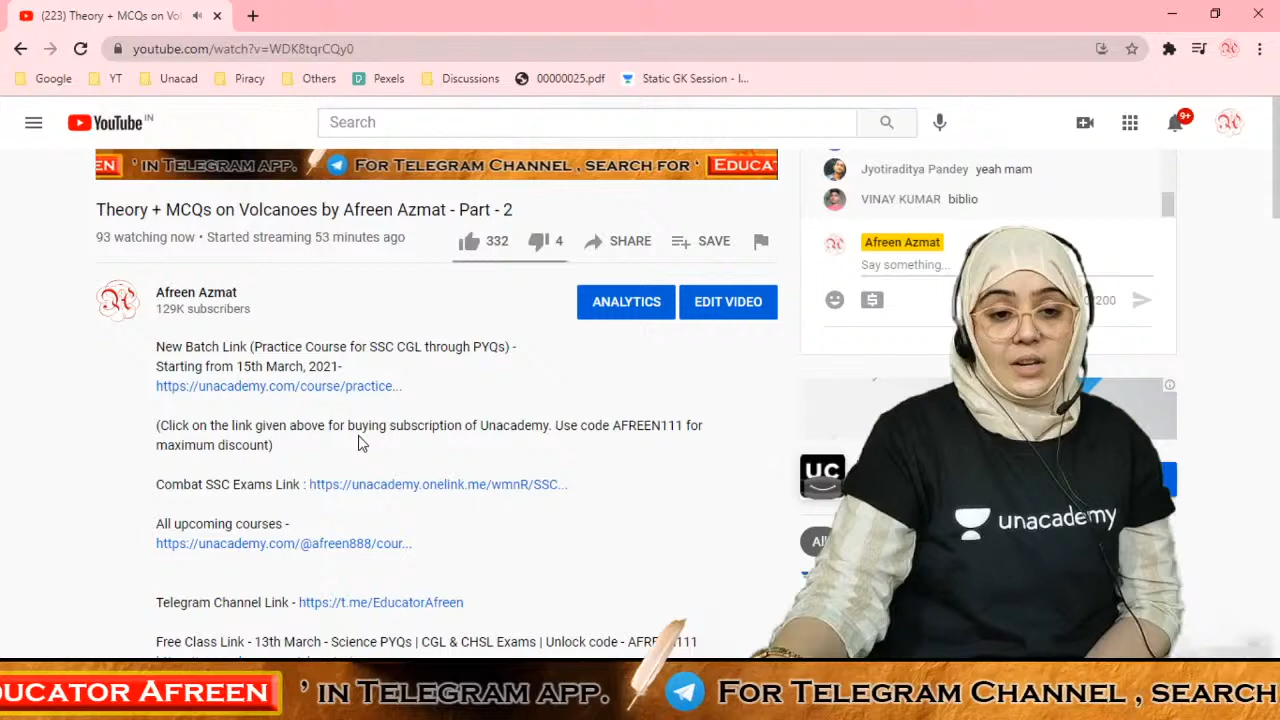 (223) Theory + MCQs on Vol
youtube.com/watch?v=WDK8tqrCQy0
Google YT Unacad Piracy Others Pexels Discussions 00000025.pdf Static GK Session - I...
YouTube IN
Search
9+
EN ' in Telegram app. For Telegram Channel , search for ' Educa
Jyotiraditya Pandey yeah mam
VINAY KUMAR biblio
Theory + MCQs on Volcanoes by Afreen Azmat - Part - 2
93 watching now • Started streaming 53 minutes ago
332 4 SHARE SAVE
Afreen Azmat
Say something...
/200
Afreen Azmat
129K subscribers
ANALYTICS EDIT VIDEO
New Batch Link (Practice Course for SSC CGL through PYQs) -
Starting from 15th March, 2021-
https://unacademy.com/course/practice...
(Click on the link given above for buying subscription of Unacademy. Use code AFREEN111 for
maximum discount)
Combat SSC Exams Link : https://unacademy.onelink.me/wmnR/SSC...
UC
All upcoming courses -
https://unacademy.com/@afreen888/cour...
All
unacademy
Telegram Channel Link - https://t.me/EducatorAfreen
Free Class Link - 13th March - Science PYQs | CGL & CHSL Exams | Unlock code - AFREEN111
ducator Afreen ' in Telegram app. For Telegram Channel , search